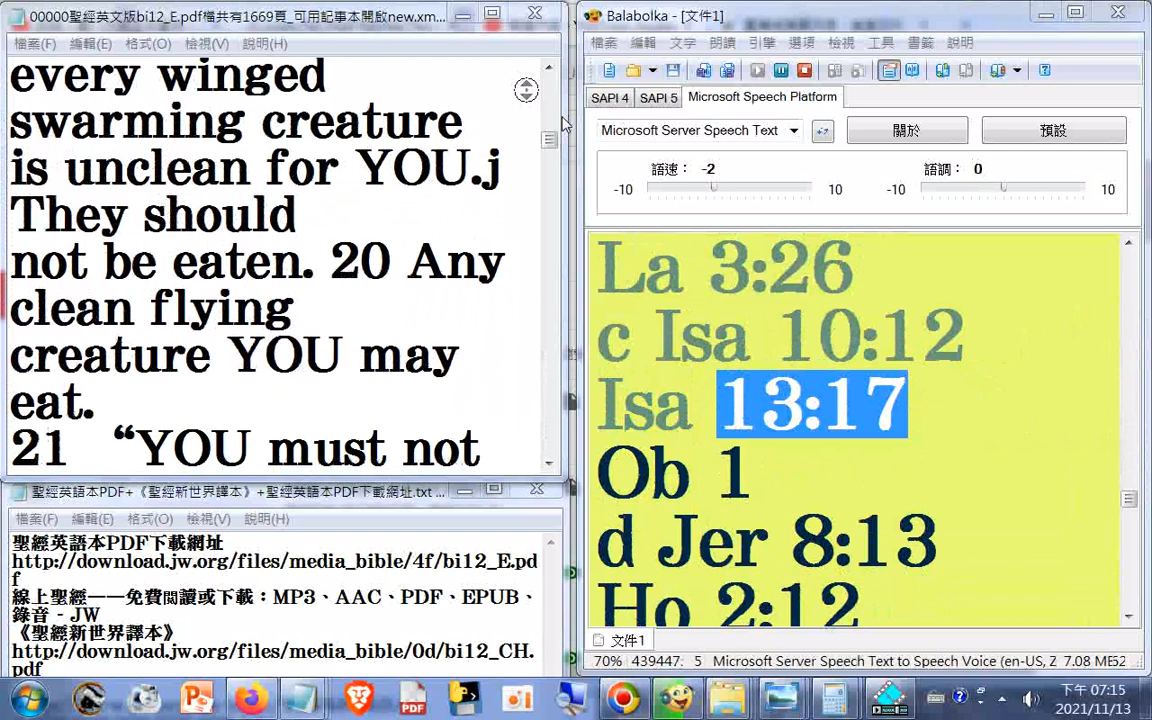 00000聖經英文版bi12_E.pdf檔共有1669頁_可用記事本開啟new.xm...
檔案(F) 編輯(E) 格式(O) 檢視(V) 說明(H)
every winged
swarming creature
is unclean for YOU.j
They should
not be eaten. 20 Any
clean flying
creature YOU may
eat.
21 “YOU must not
聖經英語本PDF+《聖經新世界譯本》+聖經英語本PDF下載網址.txt ...
檔案(F) 編輯(E) 格式(O) 檢視(V) 說明(H)
聖經英語本PDF下載網址
http://download.jw.org/files/media_bible/4f/bi12_E.pd
f
線上聖經——免費閱讀或下載：MP3、AAC、PDF、EPUB、
錄音 - JW
《聖經新世界譯本》
http://download.jw.org/files/media_bible/0d/bi12_CH.
pdf
Balabolka - [文件1]
檔案 編輯 文字 朗讀 引擎 選項 檢視 工具 書籤 說明
SAPI 4 SAPI 5 Microsoft Speech Platform
Microsoft Server Speech Text 關於 預設
語速： -2 語調： 0
-10 10 -10 10
La 3:26
c Isa 10:12
Isa 13:17
Ob 1
d Jer 8:13
Ho 2:12
文件1
70% 439447: 5 Microsoft Server Speech Text to Speech Voice (en-US, Z 7.08 ME52
PDF
下午 07:15
2021/11/13